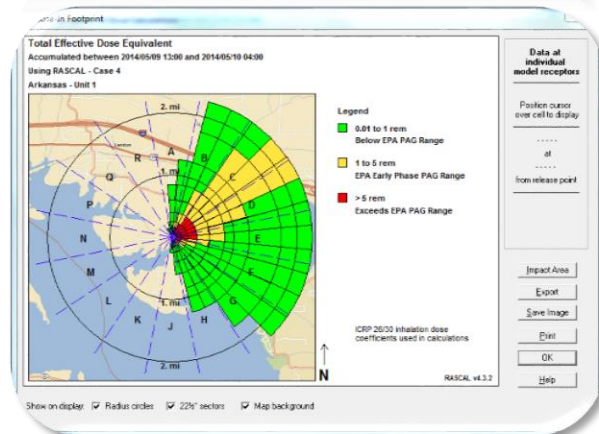 Footprint
Total Effective Dose Equivalent
Accumulated between 2014/05/09 13:00 and 2014/05/10 04:00
Using RASCAL - Case 4
Arkansas - Unit 1
2. mi
London
R
A
B
Q
1. mi
C
P
D
N
E
M
F
L
1. mi
G
K
J
H
2. mi
Legend
0.01 to 1 rem
Below EPA PAG Range
1 to 5 rem
EPA Early Phase PAG Range
> 5 rem
Exceeds EPA PAG Range
ICRP 26/30 inhalation dose
coefficients used in calculations
N
RASCAL v4.3.2
Data at
individual
model receptors
Position cursor
over cell to display
-----
at
-----
from release point
Impact Area
Export
Save Image
Print
OK
Help
Show on display:
Radius circles
22½° sectors
Map background